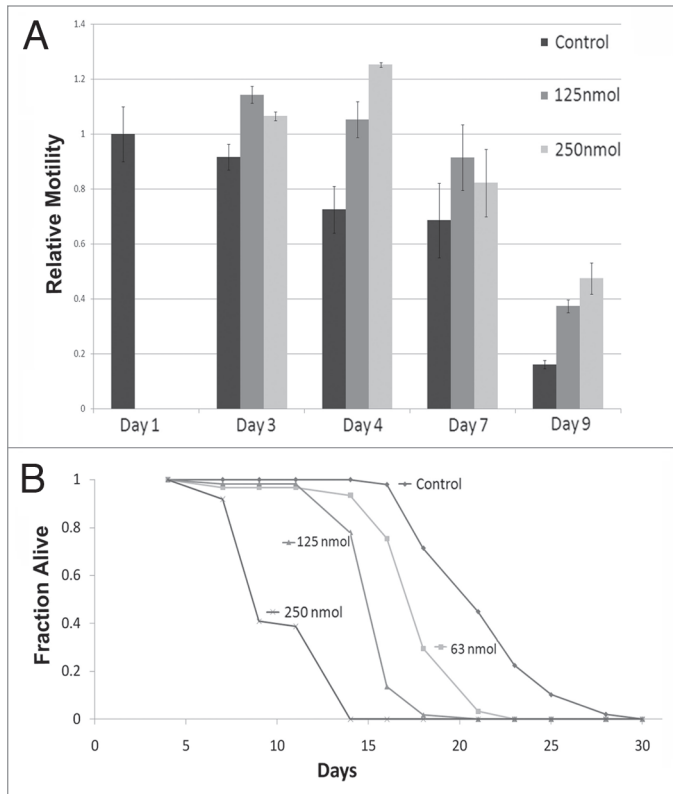 A
1.4
1.2
1
0.8
0.6
0.4
0.2
0
Relative Motility
Control
125nmol
250nmol
Day 1
Day 3
Day 4
Day 7
Day 9
B
1
0.8
0.6
0.4
0.2
0
Fraction Alive
Control
125 nmol
250 nmol
63 nmol
0
5
10
15
20
25
30
Days